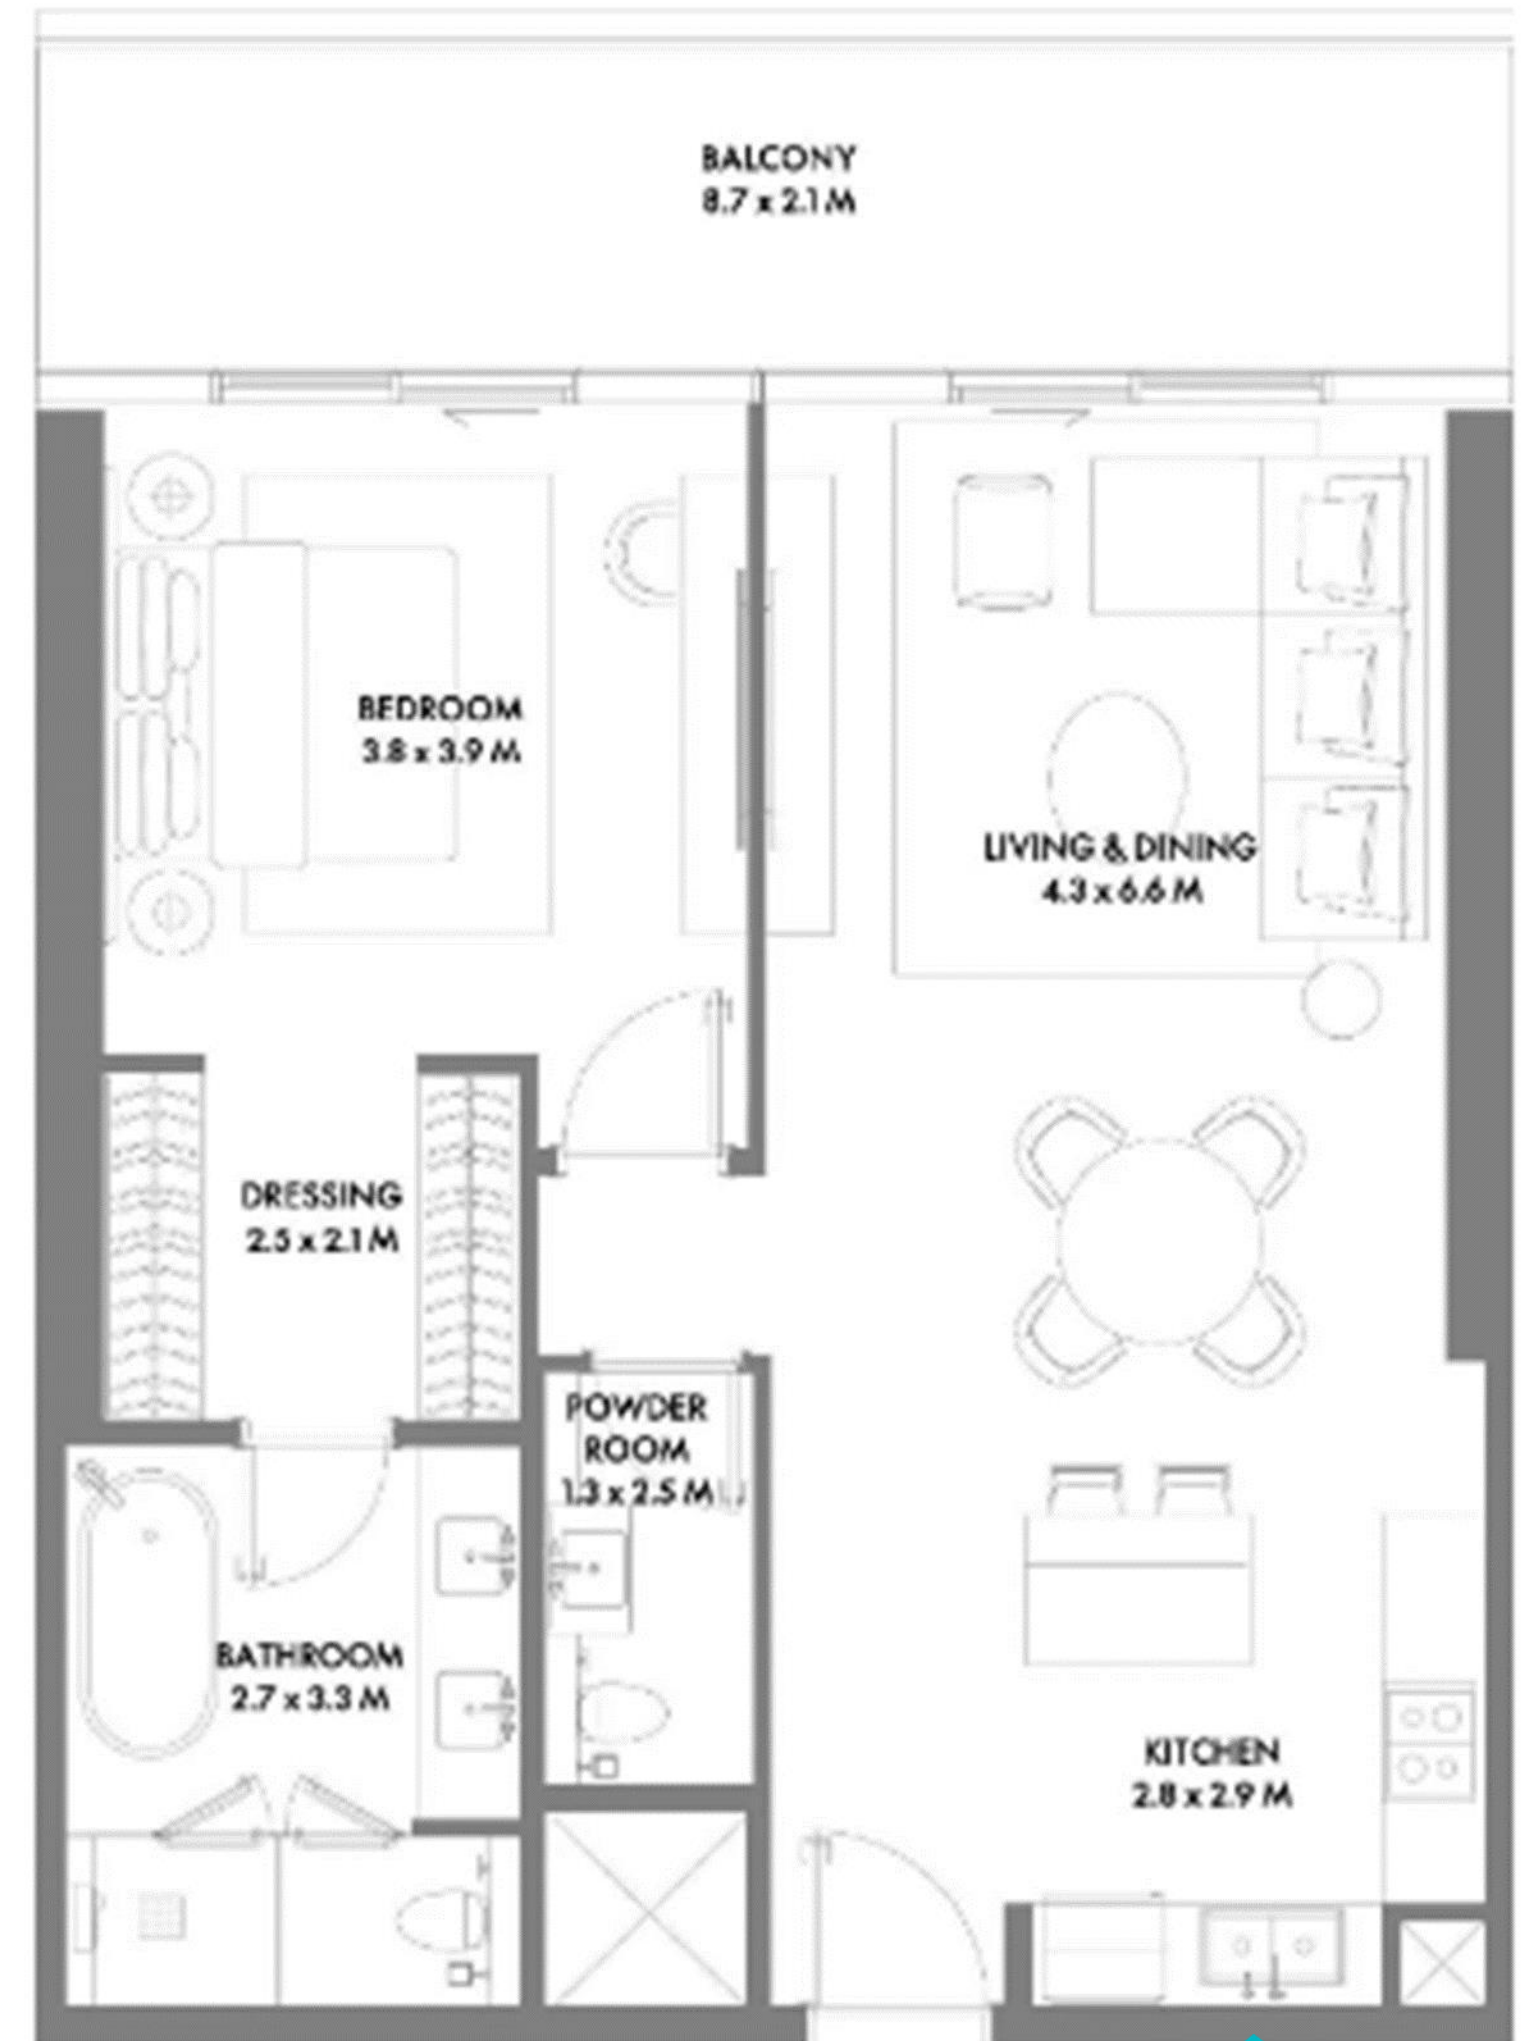 BALCONY
8.7 x 2.1 M
BEDROOM
3.8 x 3.9 M
LIVING & DINING
4.3 x 6.6 M
DRESSING
2.5 x 2.1 M
POWDER
ROOM
1.3 x 2.5 M
BATHROOM
2.7 x 3.3 M
KITCHEN
2.8 x 2.9 M